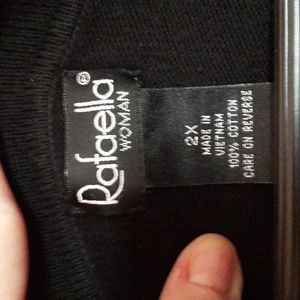 Rafaella®
WOMAN
2X
MADE IN
VIETNAM
100% COTTON
CARE ON REVERSE